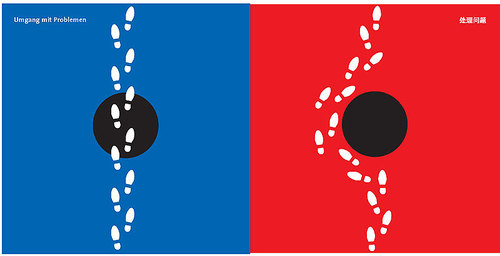 Umgang mit Problemen
处理问题